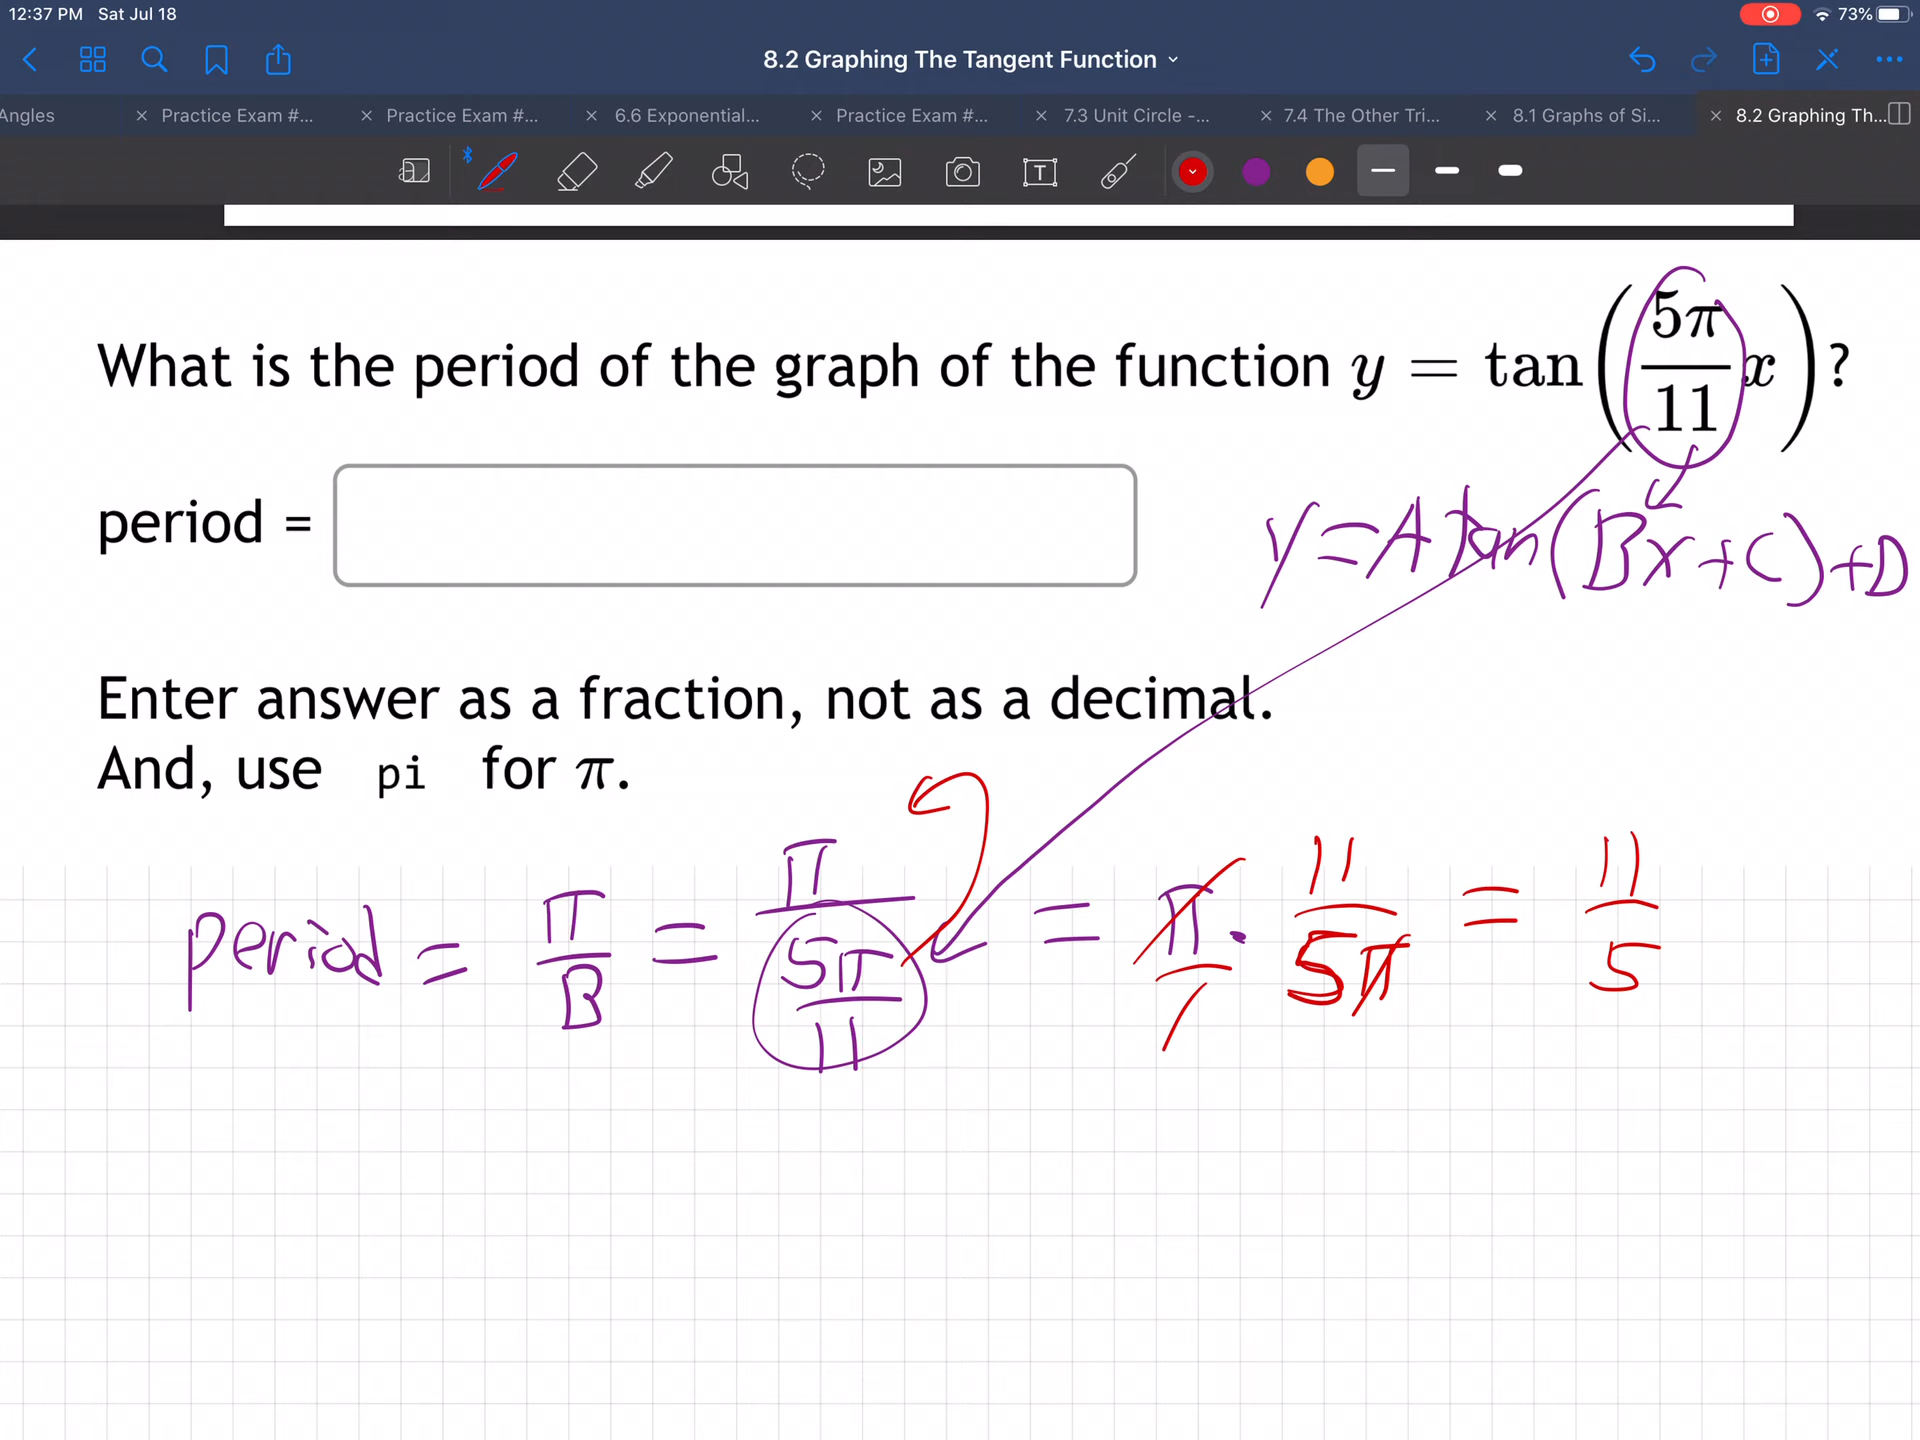 12:37 PM Sat Jul 18 73%
8.2 Graphing The Tangent Function
Angles × Practice Exam #... × Practice Exam #... × 6.6 Exponential... × Practice Exam #... × 7.3 Unit Circle -... × 7.4 The Other Tri... × 8.1 Graphs of Si... × 8.2 Graphing Th...
T
What is the period of the graph of the function y = tan(5π/11 x)?
period =
y = A tan(Bx+C)+D
Enter answer as a fraction, not as a decimal.
And, use pi for π.
period = π/B = π/(5π/11) = π/1 · 11/5π = 11/5